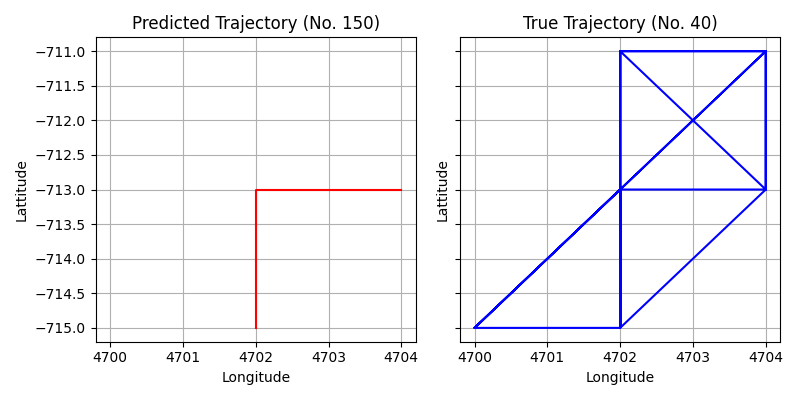 Predicted Trajectory (No. 150)
True Trajectory (No. 40)
−711.0
−711.5
−712.0
−712.5
−713.0
−713.5
−714.0
−714.5
−715.0
Lattitude
Lattitude
4700 4701 4702 4703 4704
4700 4701 4702 4703 4704
Longitude
Longitude